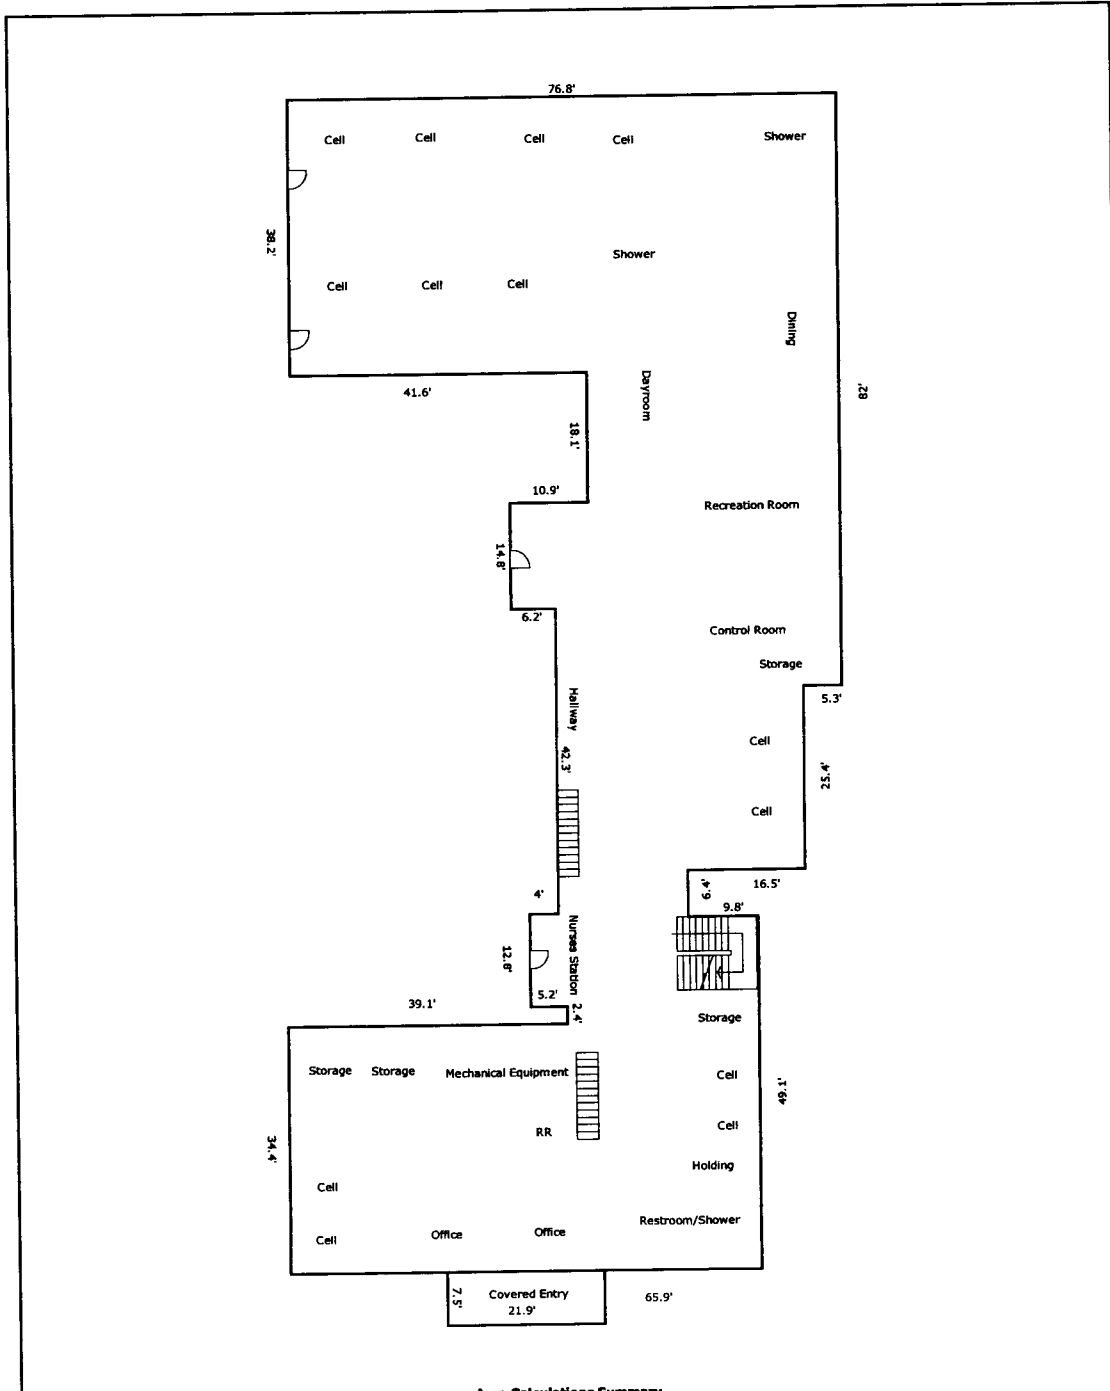 76.8'
Cell Cell Cell Cell Shower
38.2'
Shower
Cell Cell Cell
Dining
82'
Dayroom
41.6'
18.1'
10.9'
Recreation Room
14.8'
6.2'
Control Room
Storage
5.3'
Hallway
Cell
42.3'
25.4'
Cell
4'
6.4'
16.5'
9.8'
Nurses Station
12.8'
5.2'
2.4'
39.1'
Storage
Storage Storage Mechanical Equipment
Cell
49.1'
RR
Cell
34.4'
Holding
Cell
Restroom/Shower
Cell Office Office
7.5'
Covered Entry
21.9'
65.9'
Area Calculations Summary